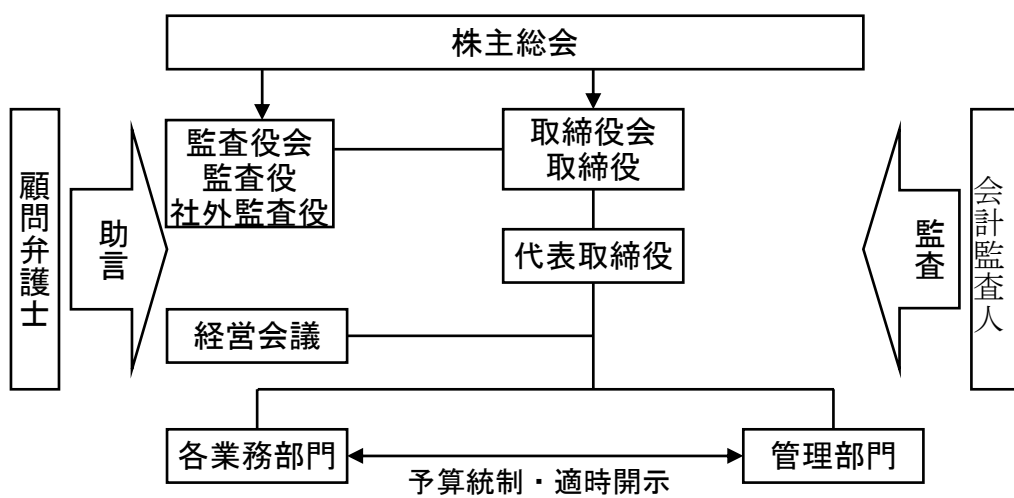 株主総会
監査役会
監査役
社外監査役
取締役会
取締役
顧問弁護士
助言
代表取締役
監査
会計監査人
経営会議
各業務部門
管理部門
予算統制・適時開示